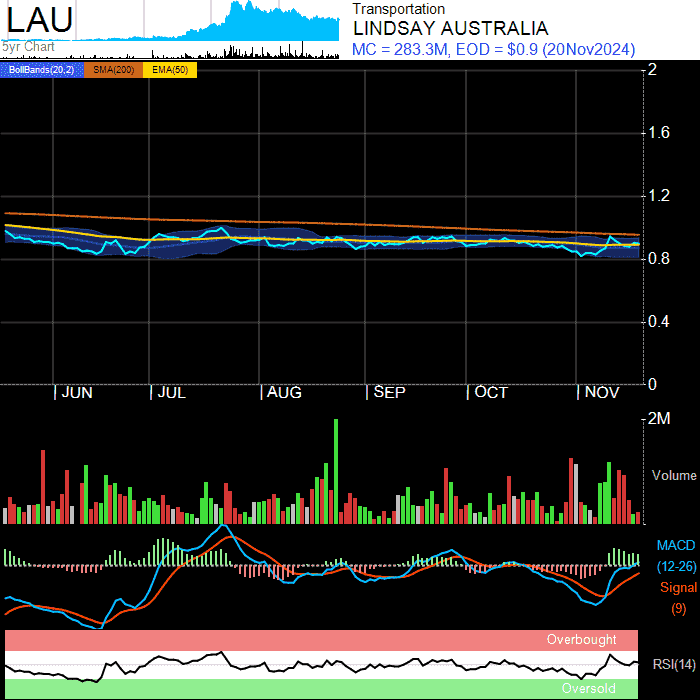 LAU
5yr Chart
Transportation
LINDSAY AUSTRALIA
MC = 283.3M, EOD = $0.9 (20Nov2024)
BollBands(20,2) SMA(200) EMA(50)
2
1.6
1.2
0.8
0.4
0
JUN JUL AUG SEP OCT NOV
2M
Volume
MACD
(12-26)
Signal
(9)
Overbought
RSI(14)
Oversold